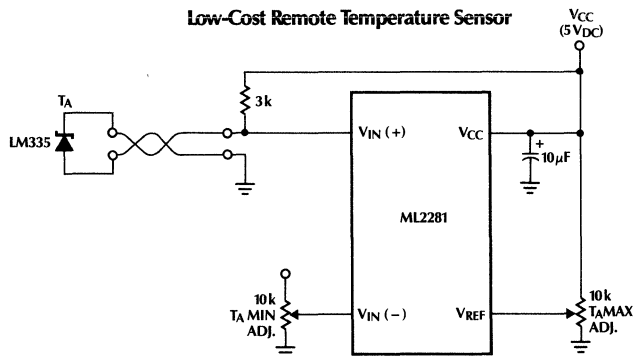 Low-Cost Remote Temperature Sensor
VCC
(5VDC)
TA
3k
LM335
VIN (+)
VCC
+
10µF
ML2281
10k
TA MIN
ADJ.
VIN (−)
VREF
10k
TAMAX
ADJ.